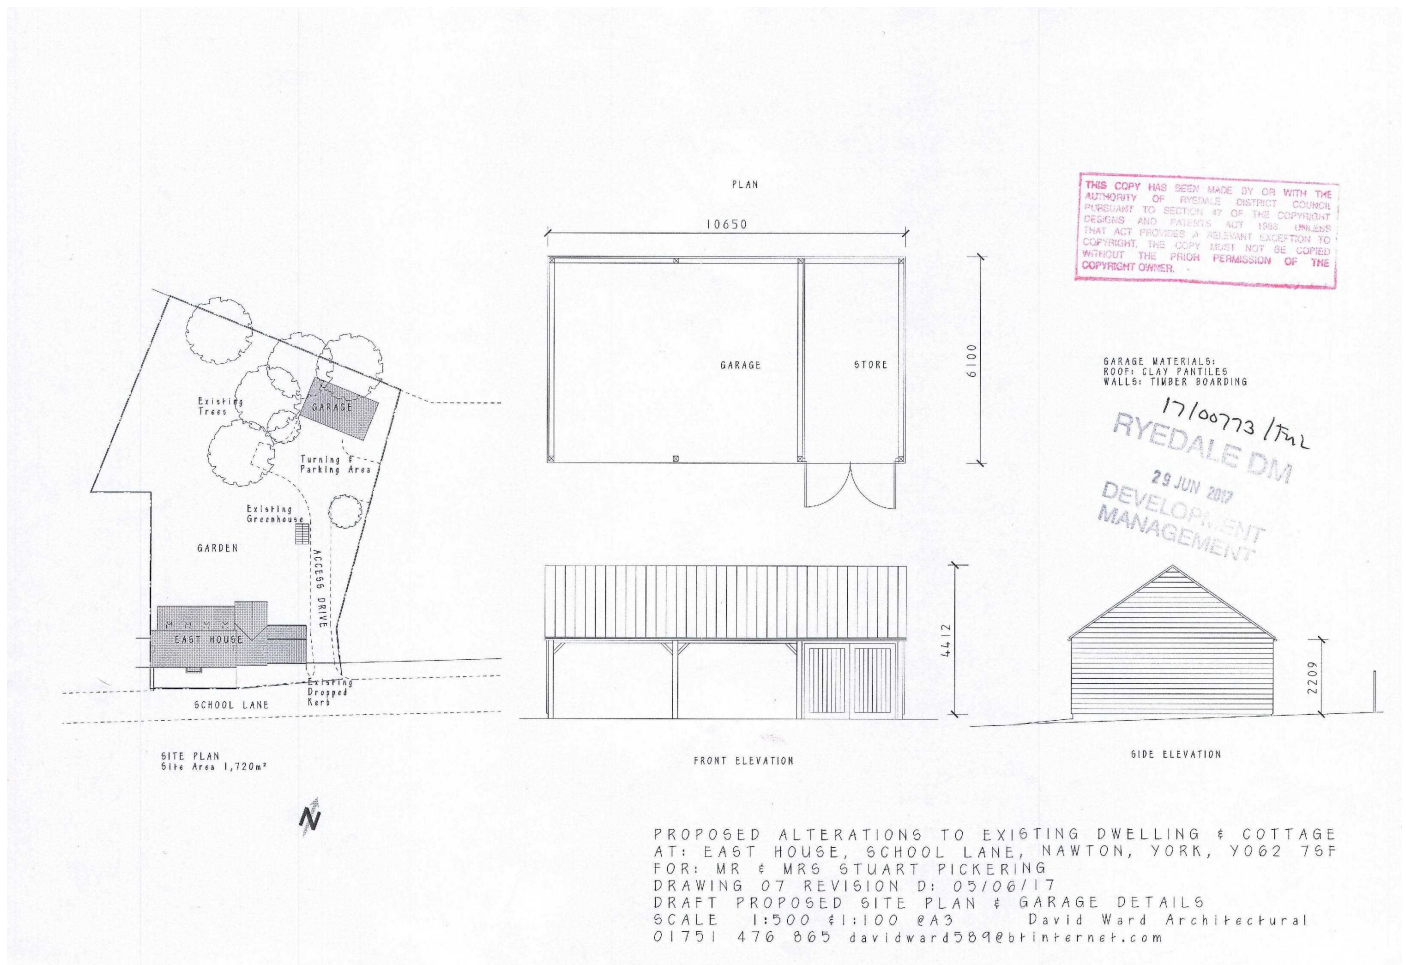 PLAN
10650
GARAGE
STORE
6100
THIS COPY HAS BEEN MADE BY OR WITH THE
AUTHORITY OF RYEDALE DISTRICT COUNCIL
PURSUANT TO SECTION 47 OF THE COPYRIGHT
DESIGNS AND PATENTS ACT 1988 UNLESS
THAT ACT PROVIDES A RELEVANT EXCEPTION TO
COPYRIGHT. THE COPY MUST NOT BE COPIED
WITHOUT THE PRIOR PERMISSION OF THE
COPYRIGHT OWNER.
GARAGE MATERIALS:
ROOF: CLAY PANTILES
WALLS: TIMBER BOARDING
17/00773/FUL
RYEDALE DM
29 JUN 2017
DEVELOPMENT
MANAGEMENT
Existing
Trees
GARAGE
Turning &
Parking Area
Existing
Greenhouse
GARDEN
ACCESS DRIVE
EAST HOUSE
Existing
Dropped
Kerb
SCHOOL LANE
SITE PLAN
Site Area 1,720m²
N
4412
FRONT ELEVATION
2209
SIDE ELEVATION
PROPOSED ALTERATIONS TO EXISTING DWELLING & COTTAGE
AT: EAST HOUSE, SCHOOL LANE, NAWTON, YORK, YO62 7SF
FOR: MR & MRS STUART PICKERING
DRAWING 07 REVISION D: 05/06/17
DRAFT PROPOSED SITE PLAN & GARAGE DETAILS
SCALE 1:500 &1:100 @A3 David Ward Architectural
01751 476 865 davidward589@btinternet.com